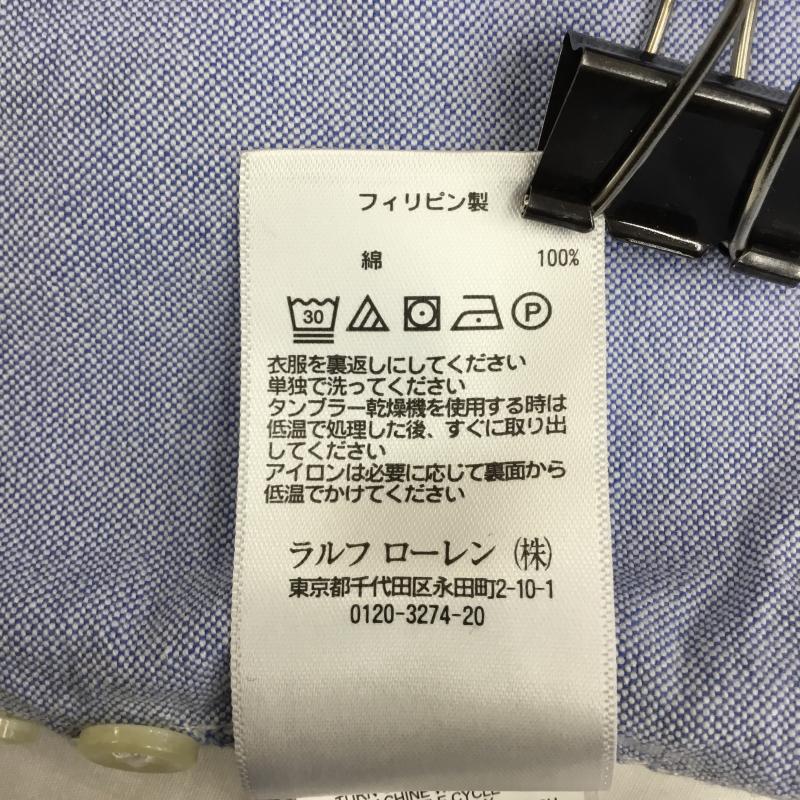 フィリピン製
綿 100%
30 P
衣服を裏返しにしてください
単独で洗ってください
タンブラー乾燥機を使用する時は
低温で処理した後、すぐに取り出
してください
アイロンは必要に応じて裏面から
低温でかけてください
ラルフ ローレン (株)
東京都千代田区永田町2-10-1
0120-3274-20